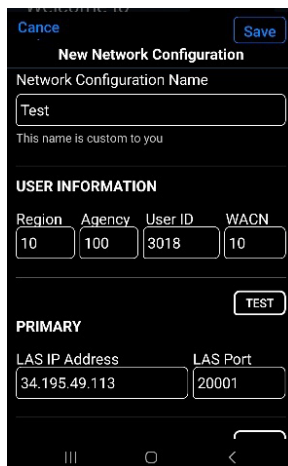 Cance
Save
New Network Configuration
Network Configuration Name
Test
This name is custom to you
USER INFORMATION
Region Agency User ID WACN
10 100 3018 10
TEST
PRIMARY
LAS IP Address LAS Port
34.195.49.113 20001